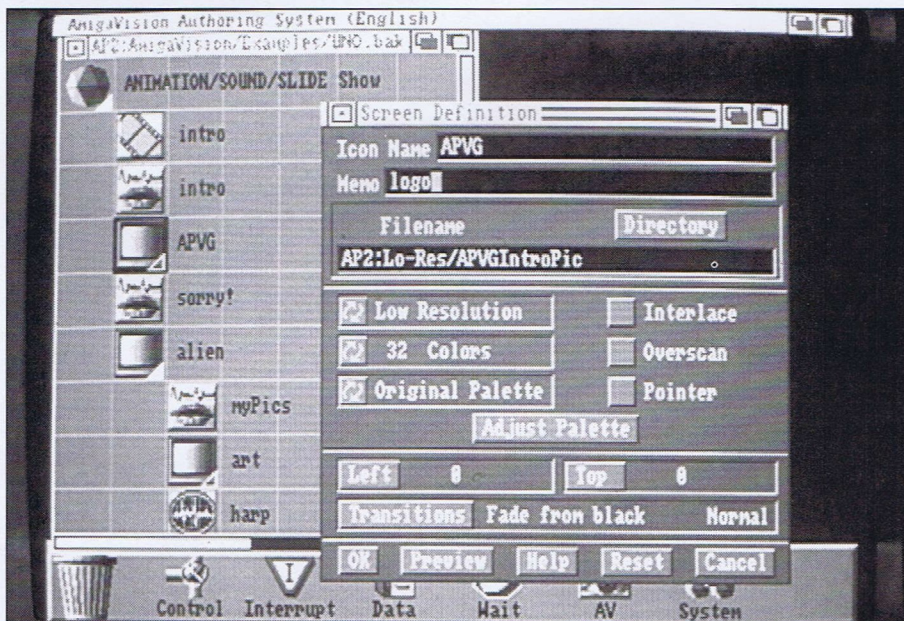 AmigaVision Authoring System (English)
AP2:AmigaVision/Examples/UNO.bak
ANIMATION/SOUND/SLIDE Show
intro
intro
APVG
sorry!
alien
myPics
art
harp
Screen Definition
Icon Name APVG
Memo logo
Filename Directory
AP2:Lo-Res/APVGIntroPic
Low Resolution Interlace
32 Colors Overscan
Original Palette Pointer
Adjust Palette
Left 0 Top 0
Transitions Fade from black Normal
OK Preview Help Reset Cancel
Control Interrupt Data Wait AV System